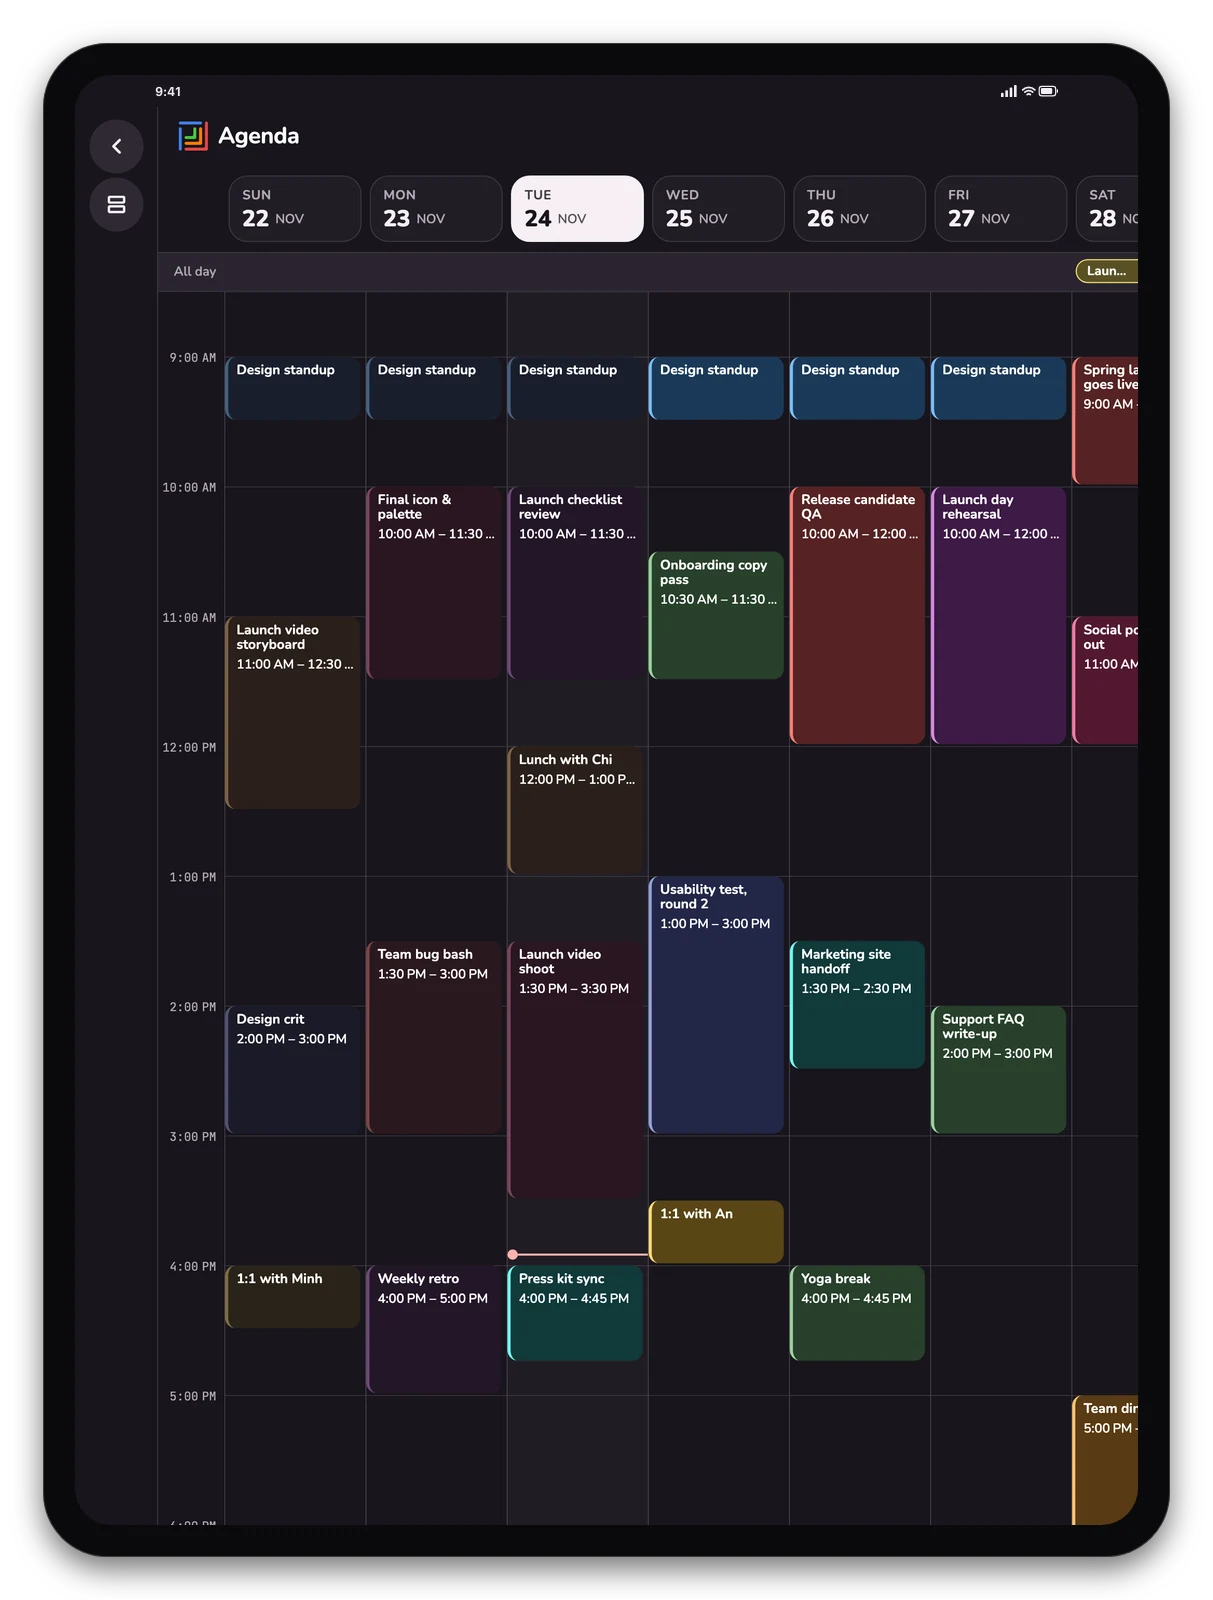 9:41
Agenda
SUN
22 NOV
MON
23 NOV
TUE
24 NOV
WED
25 NOV
THU
26 NOV
FRI
27 NOV
SAT
28
All day
Laun...
9:00 AM
Design standup
Design standup
Design standup
Design standup
Design standup
Design standup
Spring
goes live
9:00 AM
10:00 AM
Final icon &
palette
10:00 AM – 11:30 ...
Launch checklist
review
10:00 AM – 11:30 ...
Onboarding copy
pass
10:30 AM – 11:30 ...
Release candidate
QA
10:00 AM – 12:00 ...
Launch day
rehearsal
10:00 AM – 12:00 ...
11:00 AM
Launch video
storyboard
11:00 AM – 12:30 ...
Social
out
11:00 AM
12:00 PM
Lunch with Chi
12:00 PM – 1:00 P...
1:00 PM
Usability test,
round 2
1:00 PM – 3:00 PM
Team bug bash
1:30 PM – 3:00 PM
Launch video
shoot
1:30 PM – 3:30 PM
Marketing site
handoff
1:30 PM – 2:30 PM
2:00 PM
Design crit
2:00 PM – 3:00 PM
Support FAQ
write-up
2:00 PM – 3:00 PM
3:00 PM
1:1 with An
4:00 PM
1:1 with Minh
Weekly retro
4:00 PM – 5:00 PM
Press kit sync
4:00 PM – 4:45 PM
Yoga break
4:00 PM – 4:45 PM
5:00 PM
Team
5:00 PM